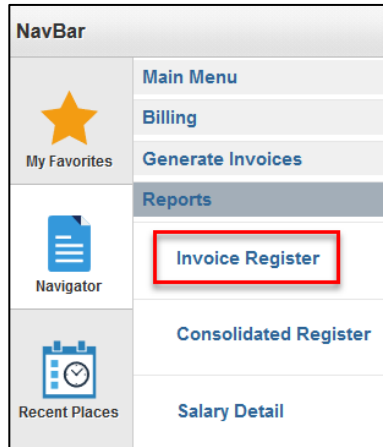 NavBar
My Favorites
Navigator
Recent Places
Main Menu
Billing
Generate Invoices
Reports
Invoice Register
Consolidated Register
Salary Detail